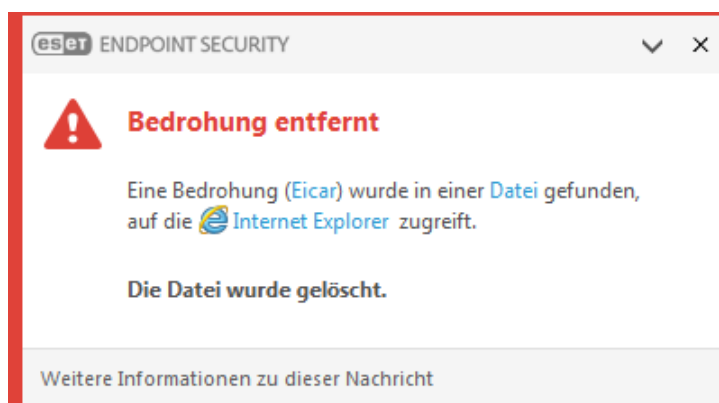 eset ENDPOINT SECURITY
Bedrohung entfernt
Eine Bedrohung (Eicar) wurde in einer Datei gefunden,
auf die Internet Explorer zugreift.
Die Datei wurde gelöscht.
Weitere Informationen zu dieser Nachricht